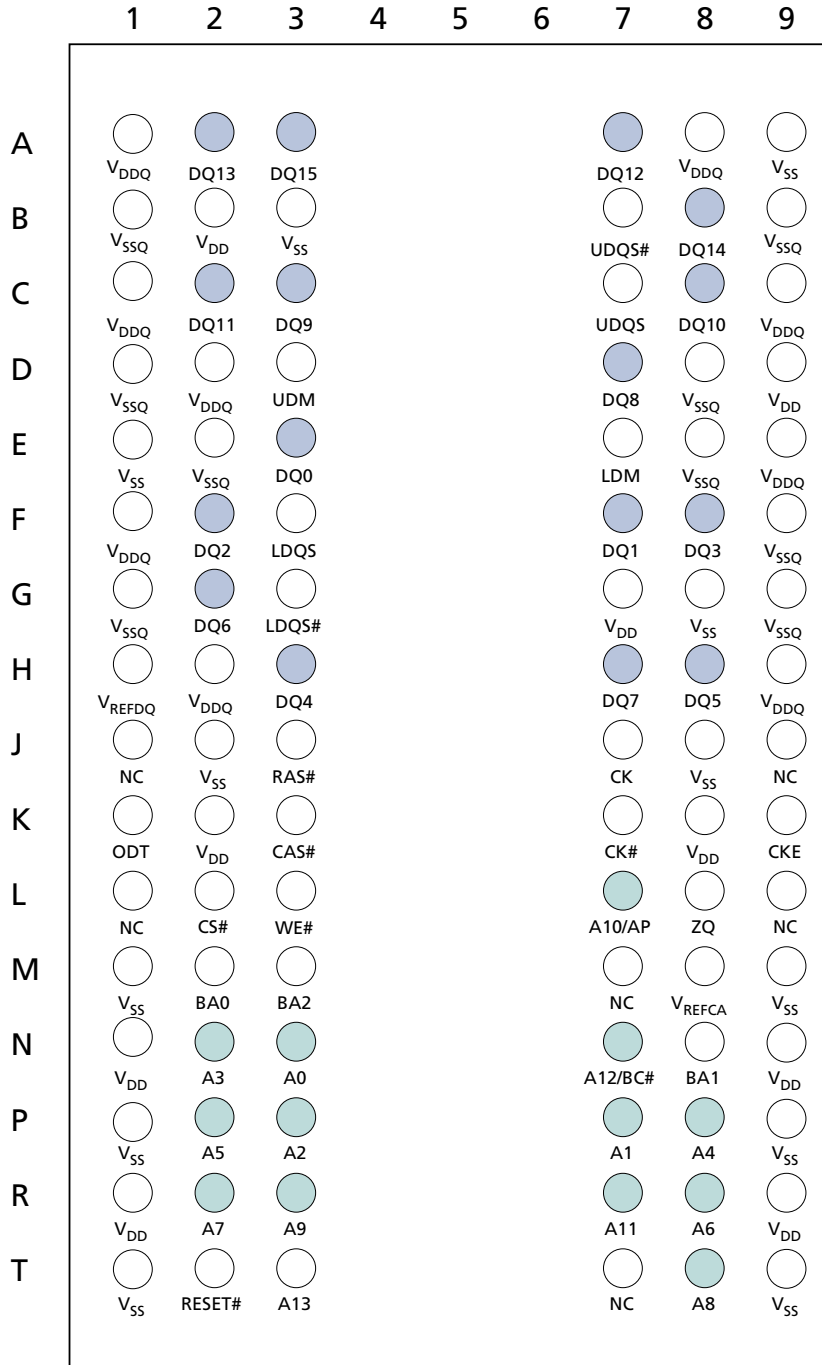 1 2 3 4 5 6 7 8 9
A
VDDQ DQ13 DQ15 DQ12 VDDQ VSS
B
VSSQ VDD VSS UDQS# DQ14 VSSQ
C
VDDQ DQ11 DQ9 UDQS DQ10 VDDQ
D
VSSQ VDDQ UDM DQ8 VSSQ VDD
E
VSS VSSQ DQ0 LDM VSSQ VDDQ
F
VDDQ DQ2 LDQS DQ1 DQ3 VSSQ
G
VSSQ DQ6 LDQS# VDD VSS VSSQ
H
VREFDQ VDDQ DQ4 DQ7 DQ5 VDDQ
J
NC VSS RAS# CK VSS NC
K
ODT VDD CAS# CK# VDD CKE
L
NC CS# WE# A10/AP ZQ NC
M
VSS BA0 BA2 NC VREFCA VSS
N
VDD A3 A0 A12/BC# BA1 VDD
P
VSS A5 A2 A1 A4 VSS
R
VDD A7 A9 A11 A6 VDD
T
VSS RESET# A13 NC A8 VSS